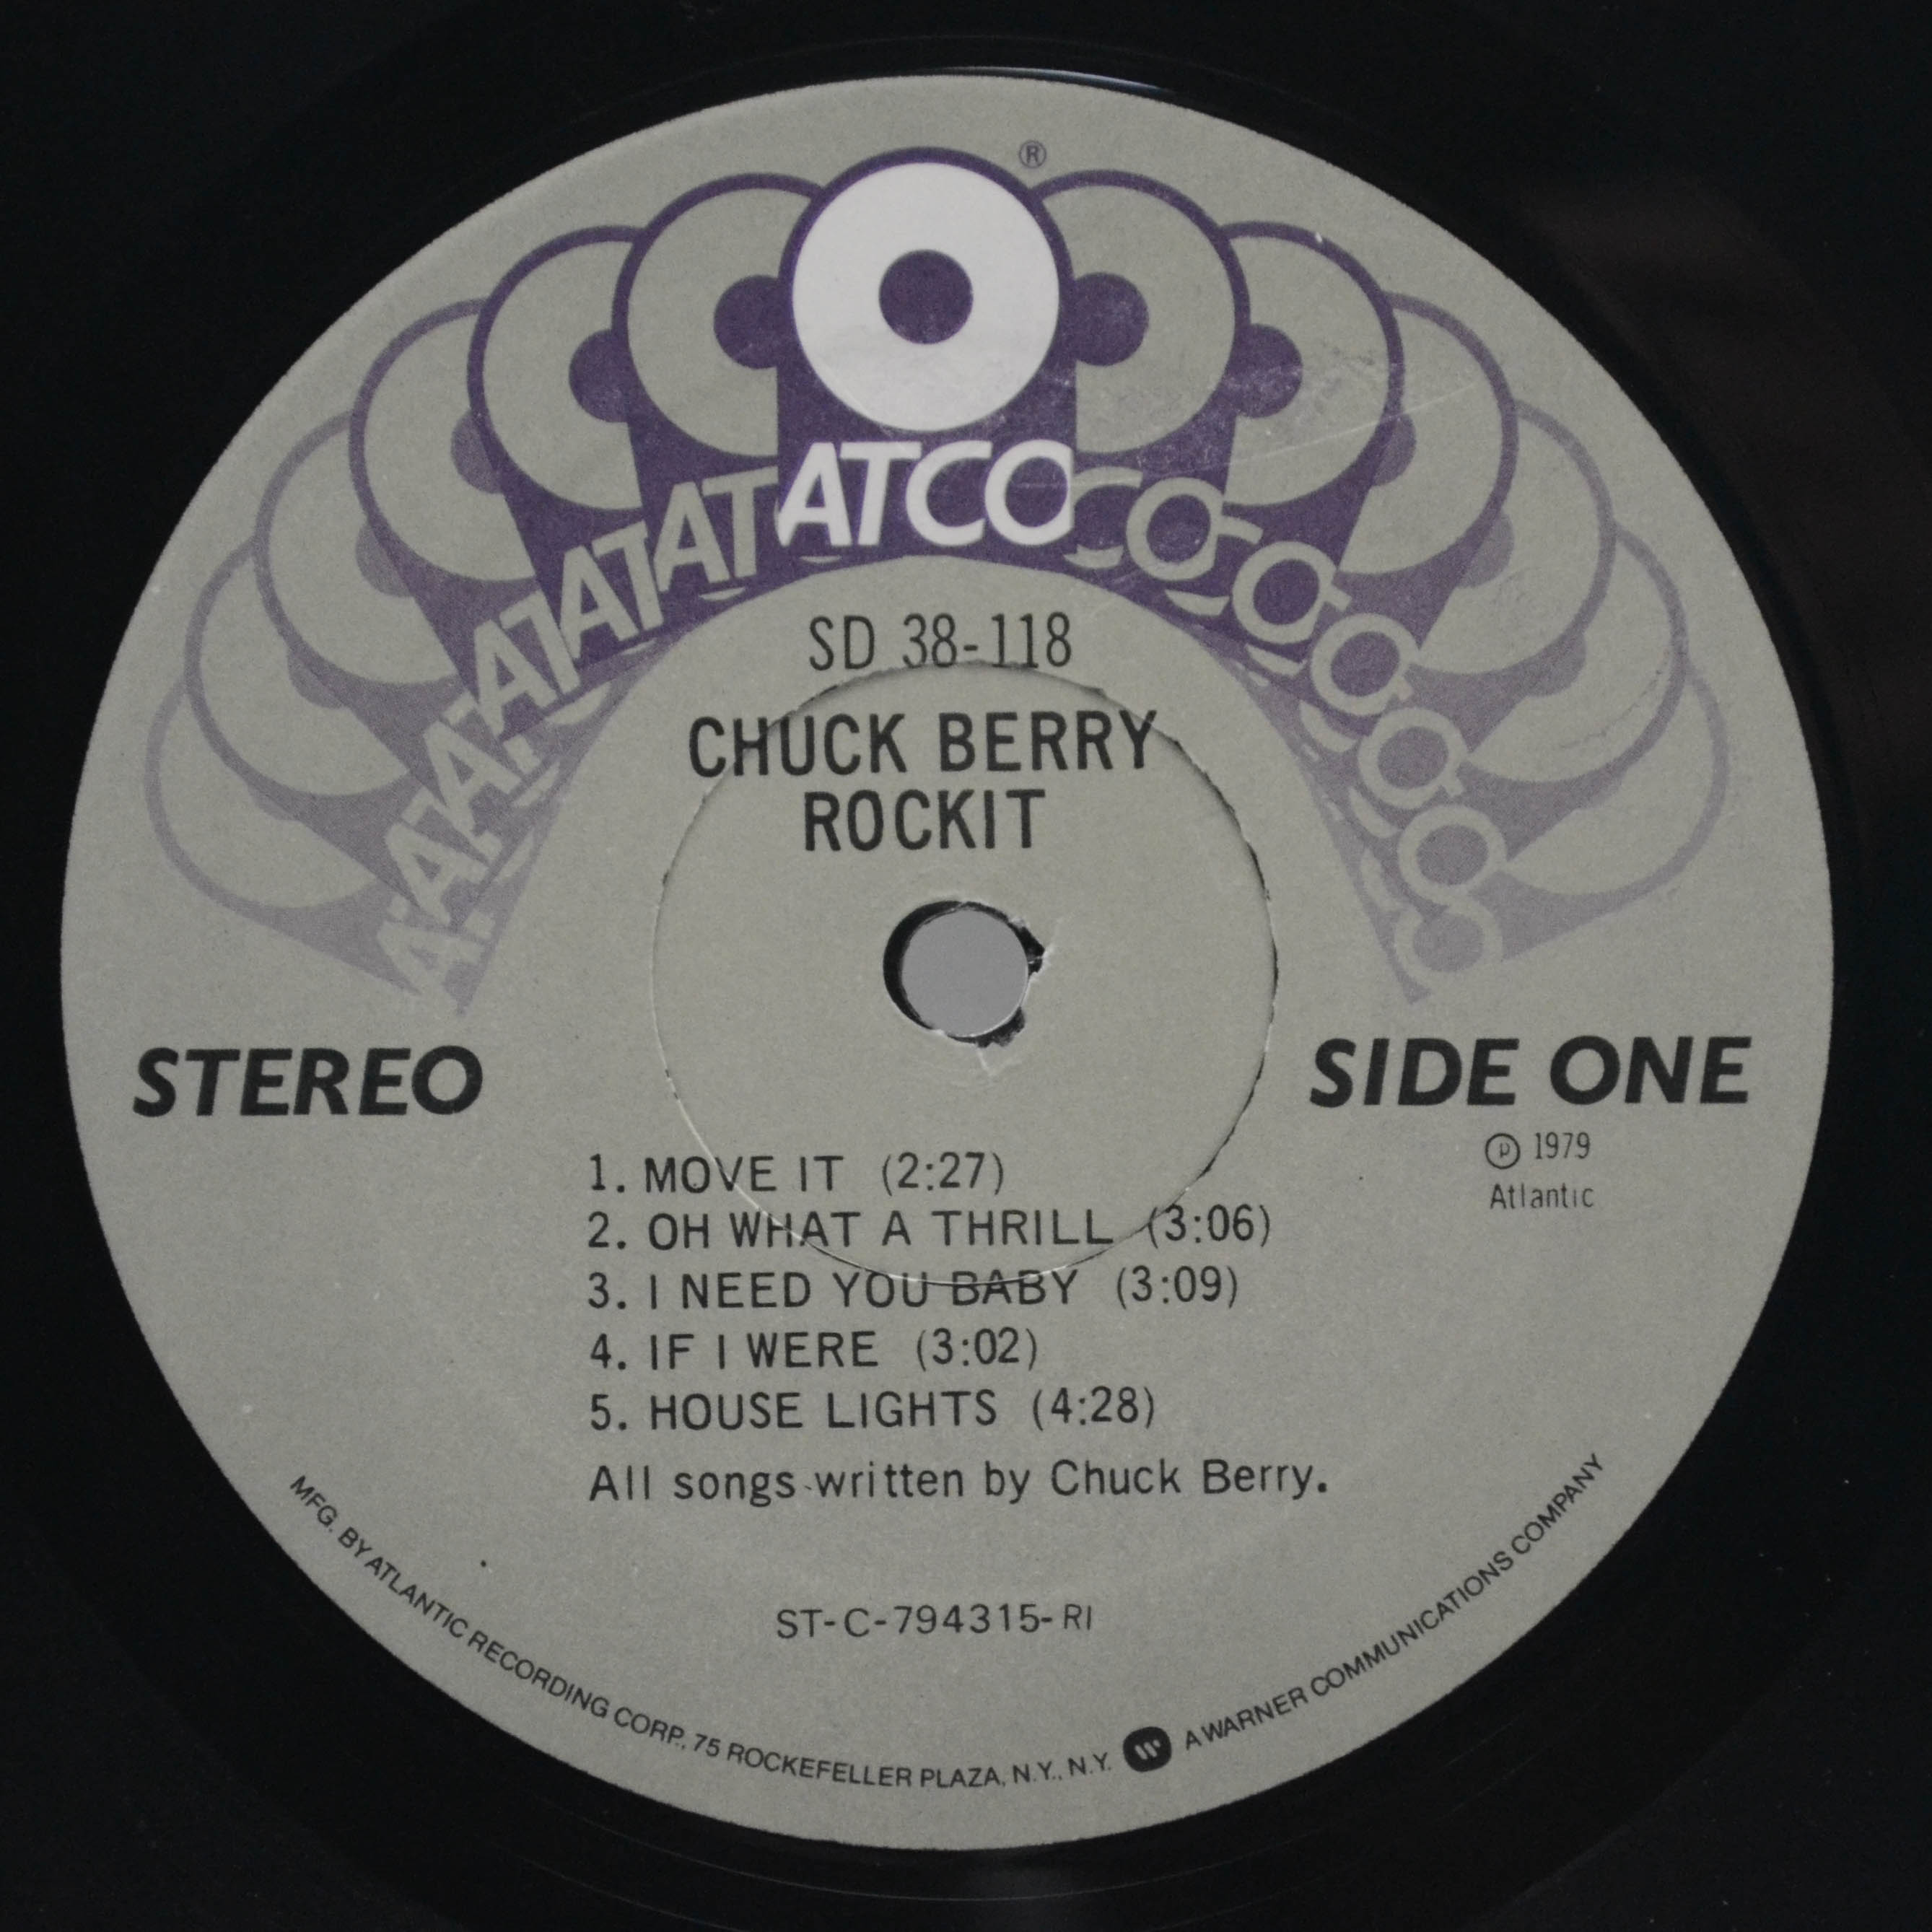 ®
ATCO
SD 38-118
CHUCK BERRY
ROCKIT
STEREO
SIDE ONE
Ⓟ 1979
Atlantic
1. MOVE IT (2:27)
2. OH WHAT A THRILL (3:06)
3. I NEED YOU BABY (3:09)
4. IF I WERE (3:02)
5. HOUSE LIGHTS (4:28)
All songs written by Chuck Berry.
ST-C-794315-RI
MFG. BY ATLANTIC RECORDING CORP., 75 ROCKEFELLER PLAZA, N.Y., N.Y. A WARNER COMMUNICATIONS COMPANY